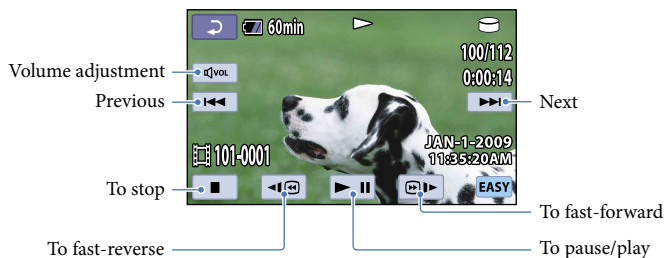 60min
100/112
Volume adjustment
VOL
0:00:14
Previous
Next
JAN-1-2009
101-0001
11:35:20AM
To stop
EASY
To fast-forward
To fast-reverse
To pause/play